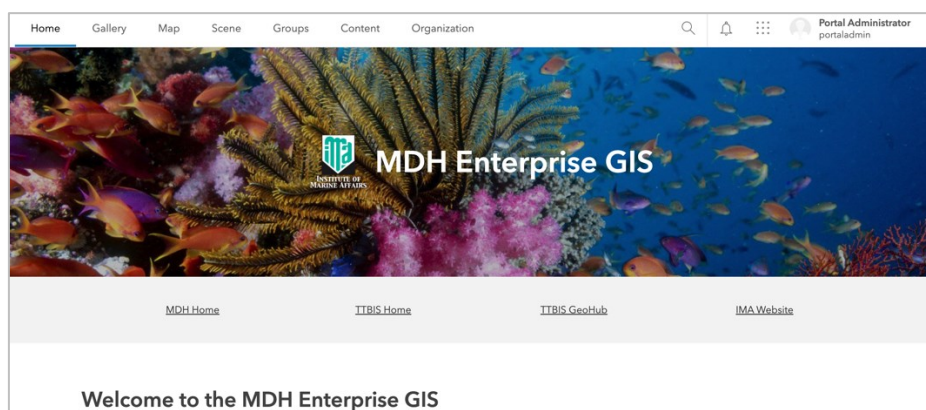 Home Gallery Map Scene Groups Content Organization
Portal Administrator
portaladmin
INSTITUTE OF
MARINE AFFAIRS
MDH Enterprise GIS
MDH Home TTBIS Home TTBIS GeoHub IMA Website
Welcome to the MDH Enterprise GIS